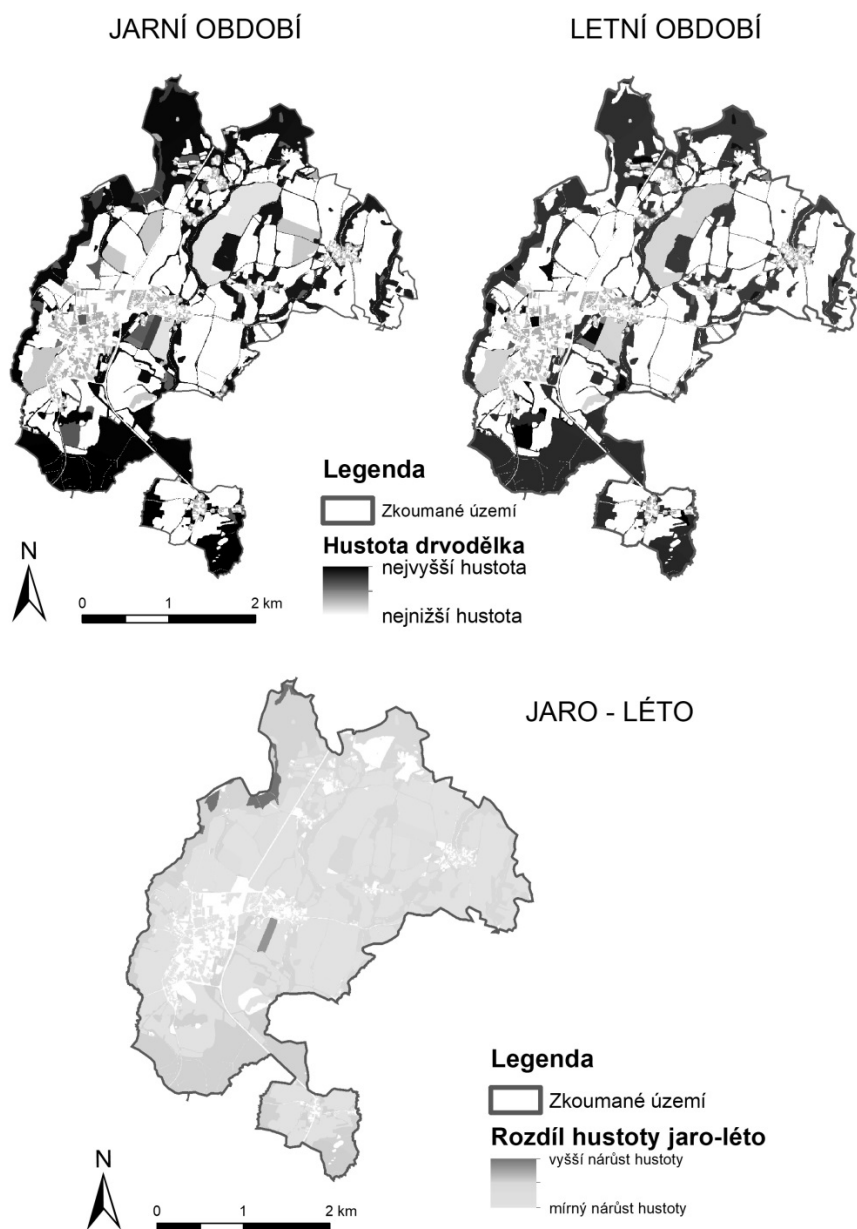 JARNÍ OBDOBÍ
LETNÍ OBDOBÍ
Legenda
Zkoumané území
Hustota drvodělka
nejvyšší hustota
nejnižší hustota
N
0 1 2 km
JARO - LÉTO
Legenda
Zkoumané území
Rozdíl hustoty jaro-léto
vyšší nárůst hustoty
mírný nárůst hustoty
N
0 1 2 km